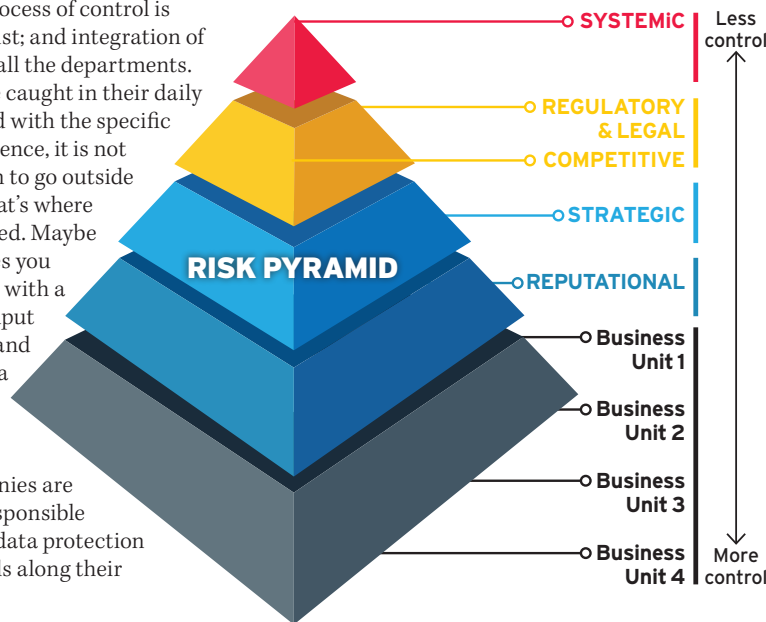 ocess of control is
st; and integration of
all the departments.
e caught in their daily
d with the specific
ence, it is not
n to go outside
at's where
ed. Maybe
es you
with a
put
and
a
nies are
sponsible
data protection
ls along their
RISK PYRAMID
SYSTEMiC
REGULATORY
& LEGAL
COMPETITIVE
STRATEGIC
REPUTATIONAL
Business
Unit 1
Business
Unit 2
Business
Unit 3
Business
Unit 4
Less
control
More
control